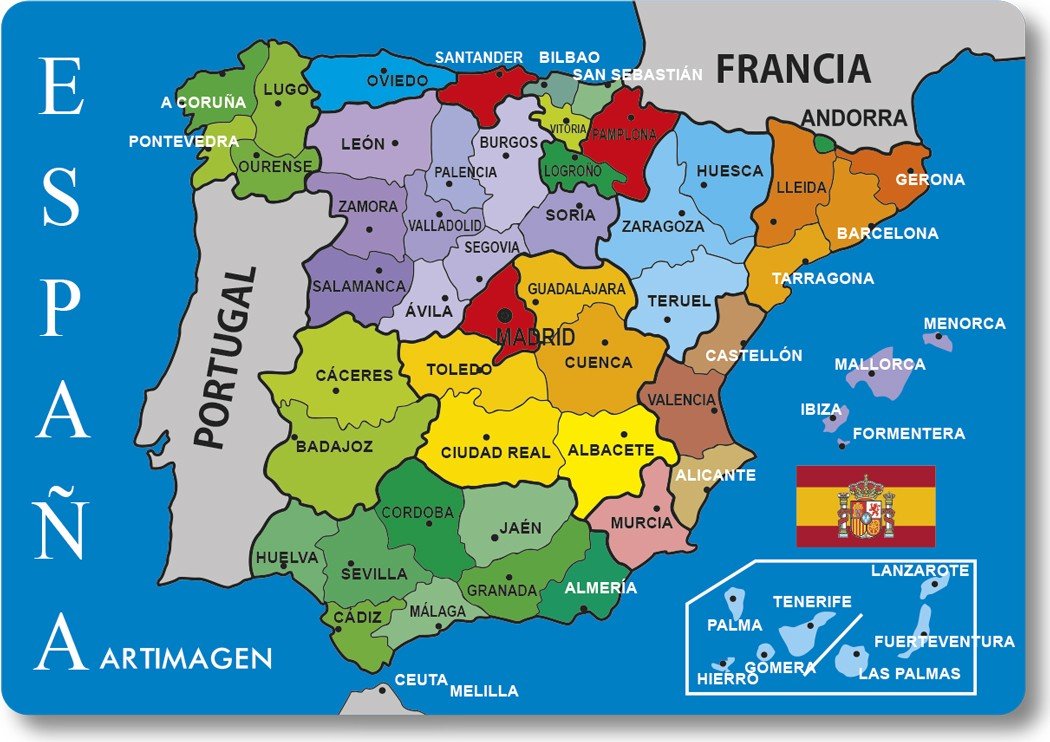 ESPAÑA
SANTANDER
BILBAO
SAN SEBASTIÁN
FRANCIA
OVIEDO
LUGO
A CORUÑA
ANDORRA
VITORIA
PAMPLONA
PONTEVEDRA
LEÓN
BURGOS
OURENSE
PALENCIA
LOGROÑO
HUESCA
LLEIDA
GERONA
ZAMORA
VALLADOLID
SORIA
ZARAGOZA
BARCELONA
SEGOVIA
TARRAGONA
SALAMANCA
ÁVILA
GUADALAJARA
TERUEL
PORTUGAL
MADRID
MENORCA
CASTELLÓN
MALLORCA
CÁCERES
TOLEDO
CUENCA
VALENCIA
IBIZA
FORMENTERA
BADAJOZ
CIUDAD REAL
ALBACETE
ALICANTE
CORDOBA
JAÉN
MURCIA
HUELVA
SEVILLA
GRANADA
ALMERÍA
LANZAROTE
CÁDIZ
MÁLAGA
TENERIFE
PALMA
FUERTEVENTURA
GOMERA
HIERRO
LAS PALMAS
ARTIMAGEN
CEUTA
MELILLA